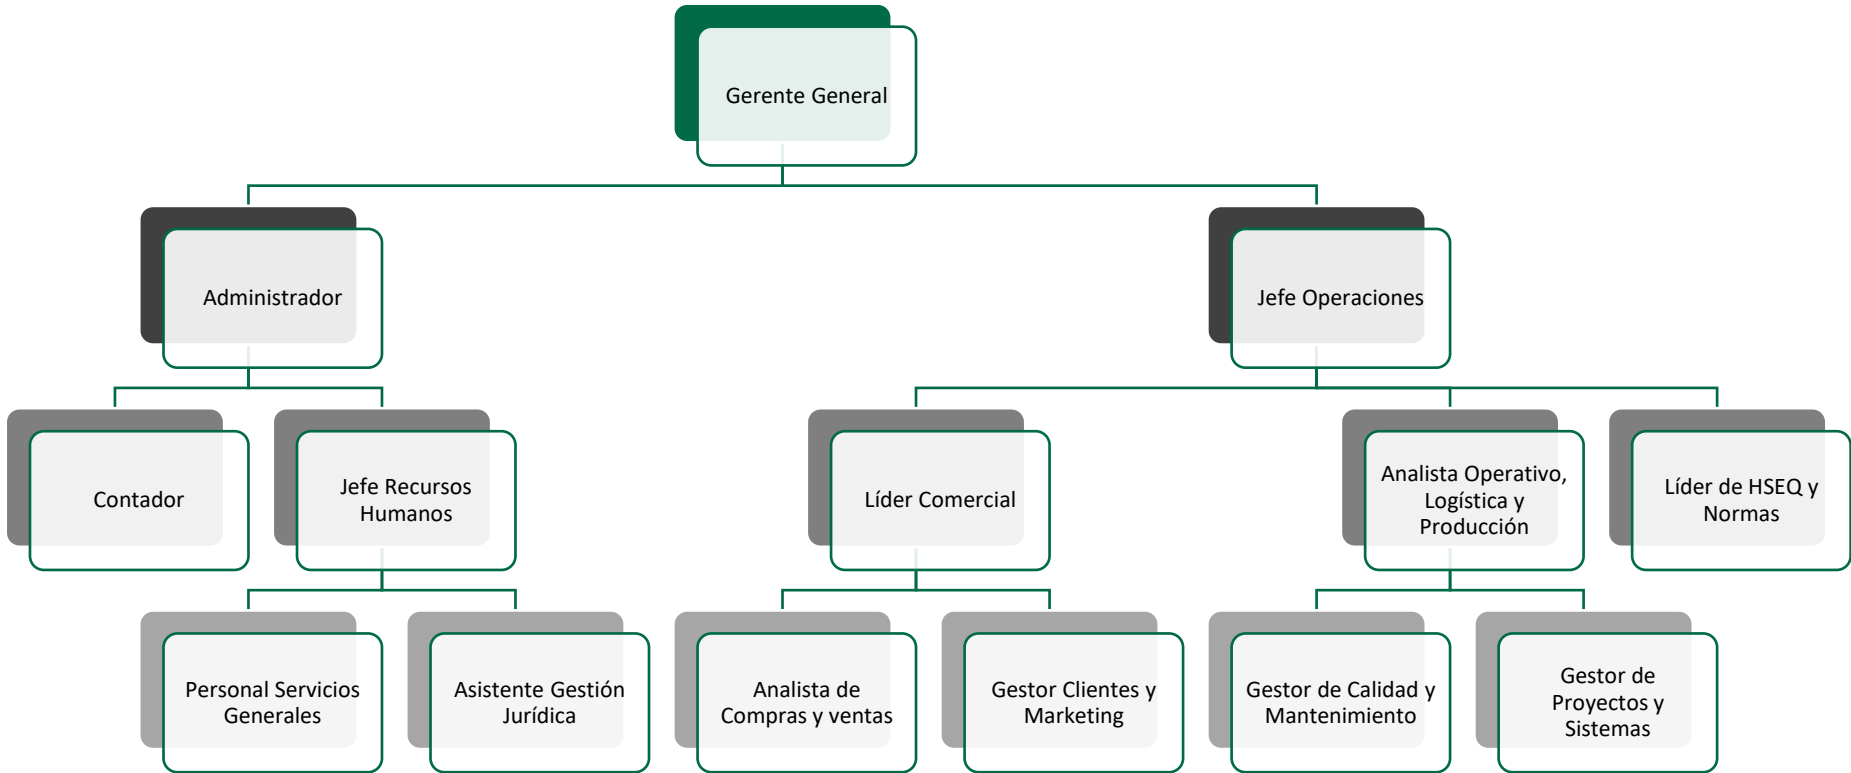 Gerente General
Administrador
Jefe Operaciones
Contador
Jefe Recursos
Humanos
Líder Comercial
Analista Operativo,
Logística y
Producción
Líder de HSEQ y
Normas
Personal Servicios
Generales
Asistente Gestión
Jurídica
Analista de
Compras y ventas
Gestor Clientes y
Marketing
Gestor de Calidad y
Mantenimiento
Gestor de
Proyectos y
Sistemas